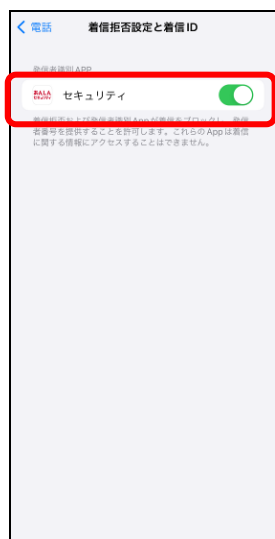 電話
着信拒否設定と着信ID
発信者識別APP
セキュリティ
着信拒否および発信者識別Appが着信をブロックし、発信
者番号を提供することを許可します。これらのAppは着信
に関する情報にアクセスすることはできません。